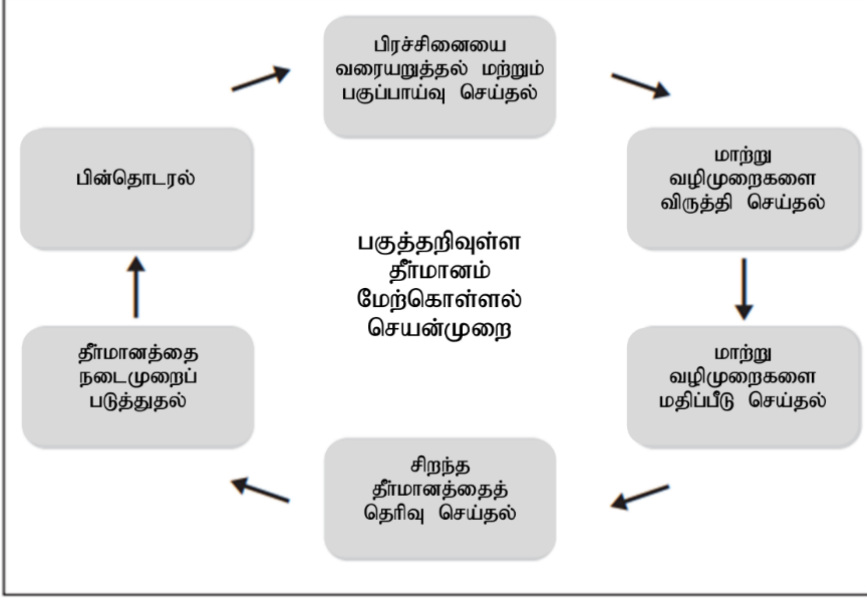 பிரச்சினையை
வரையறுத்தல் மற்றும்
பகுப்பாய்வு செய்தல்
மாற்று
வழிமுறைகளை
விருத்தி செய்தல்
மாற்று
வழிமுறைகளை
மதிப்பீடு செய்தல்
சிறந்த
தீர்மானத்தைத்
தெரிவு செய்தல்
தீர்மானத்தை
நடைமுறைப்
படுத்துதல்
பின்தொடரல்
பகுத்தறிவுள்ள
தீர்மானம்
மேற்கொள்ளல்
செயன்முறை